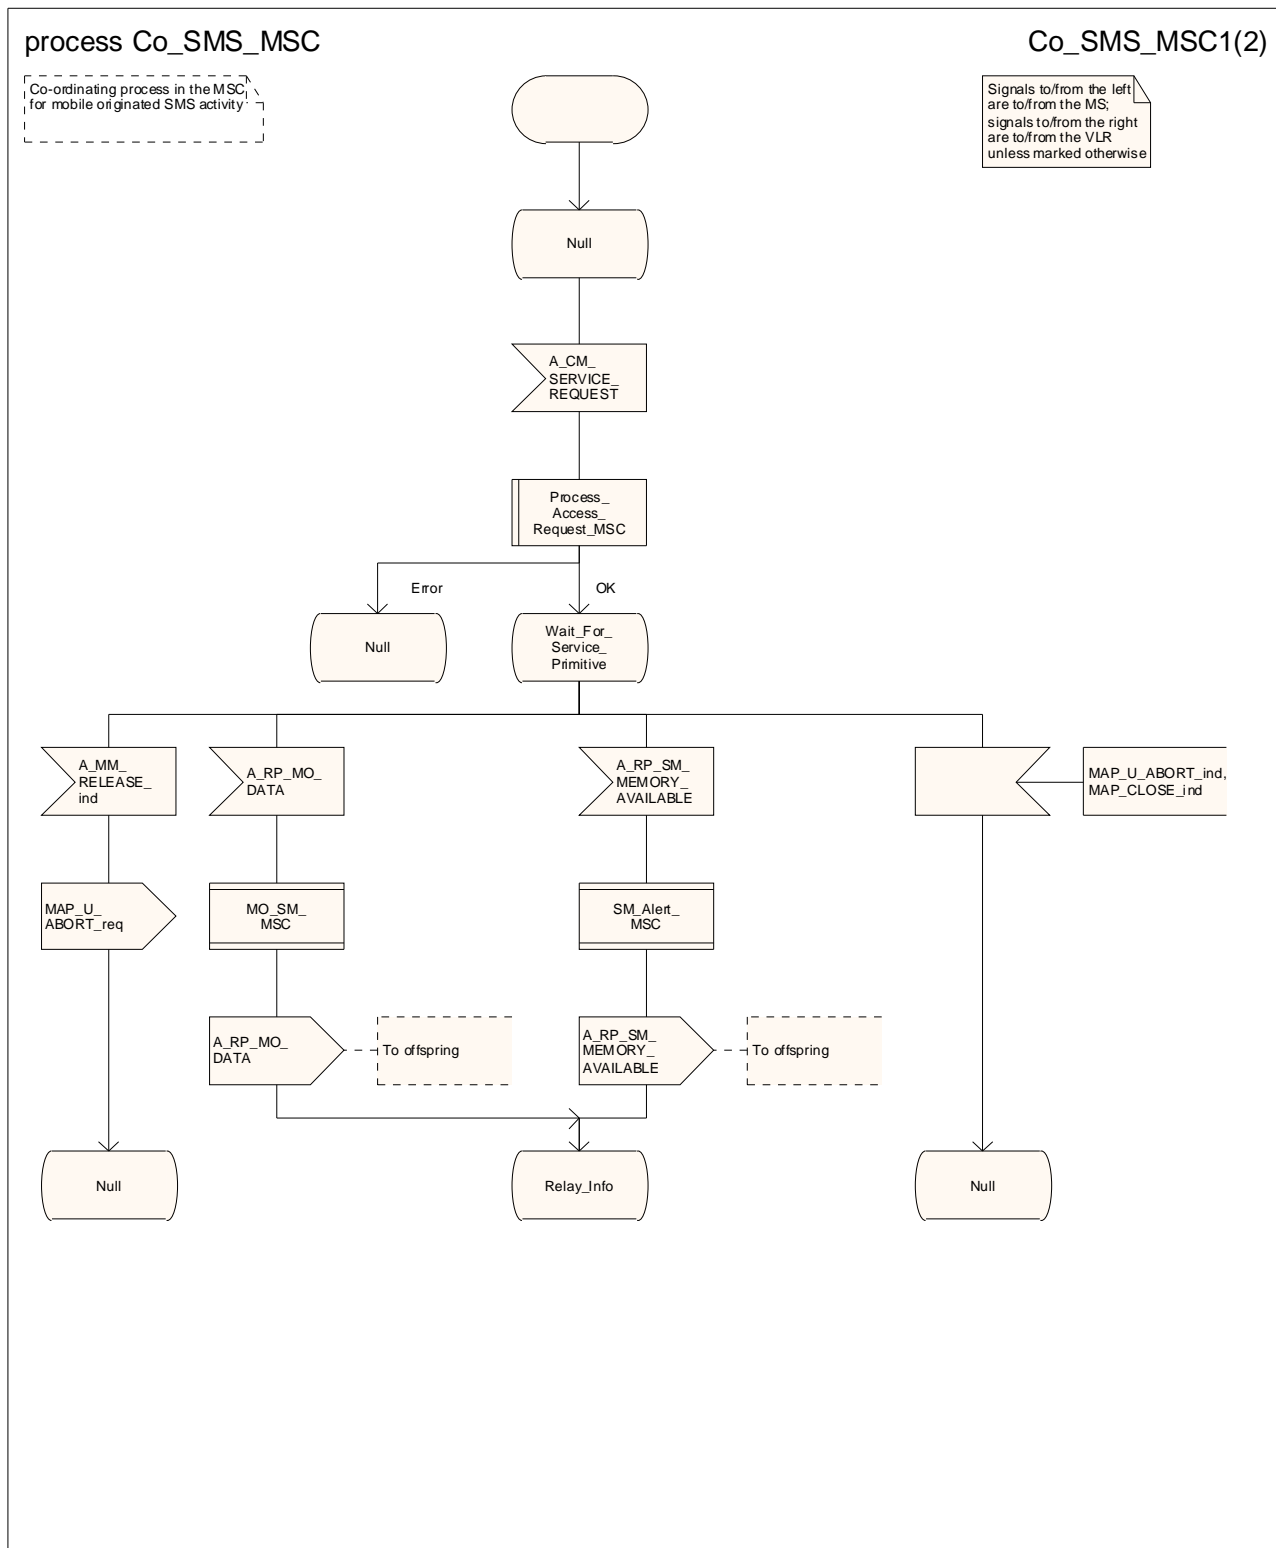 process Co_SMS_MSC
Co_SMS_MSC1(2)
Co-ordinating process in the MSC
for mobile originated SMS activity
Signals to/from the left
are to/from the MS;
signals to/from the right
are to/from the VLR
unless marked otherwise
Null
A_CM_
SERVICE_
REQUEST
Process_
Access_
Request_MSC
Error
OK
Null
Wait_For_
Service_
Primitive
A_MM_
RELEASE_
ind
A_RP_MO_
DATA
A_RP_SM_
MEMORY_
AVAILABLE
MAP_U_ABORT_ind,
MAP_CLOSE_ind
MAP_U_
ABORT_req
MO_SM_
MSC
SM_Alert_
MSC
A_RP_MO_
DATA
To offspring
A_RP_SM_
MEMORY_
AVAILABLE
To offspring
Null
Relay_Info
Null